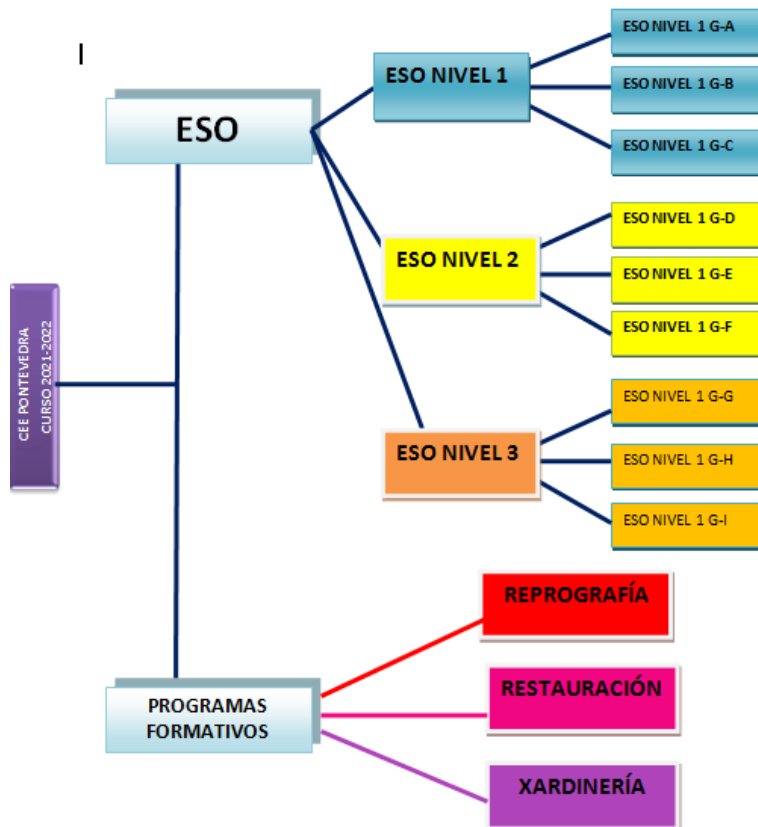 I
ESO
ESO NIVEL 1
ESO NIVEL 1 G-A
ESO NIVEL 1 G-B
ESO NIVEL 1 G-C
ESO NIVEL 2
ESO NIVEL 1 G-D
ESO NIVEL 1 G-E
ESO NIVEL 1 G-F
CEE PONTEVEDRA
CURSO 2021-2022
ESO NIVEL 3
ESO NIVEL 1 G-G
ESO NIVEL 1 G-H
ESO NIVEL 1 G-I
PROGRAMAS
FORMATIVOS
REPROGRAFÍA
RESTAURACIÓN
XARDINERÍA